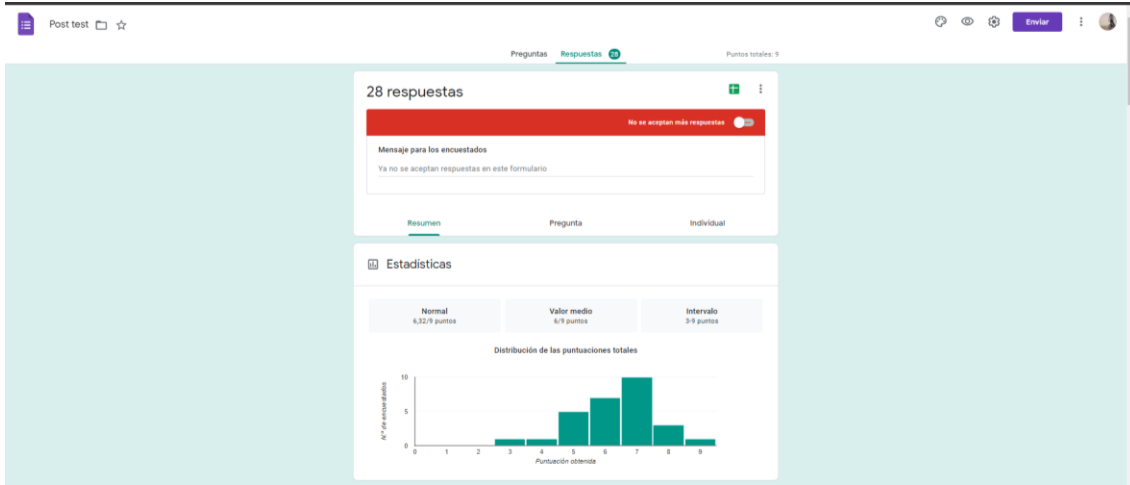 Post test
Enviar
Preguntas
Respuestas 28
Puntos totales: 9
28 respuestas
No se aceptan más respuestas
Mensaje para los encuestados
Ya no se aceptan respuestas en este formulario
Resumen
Pregunta
Individual
Estadísticas
Normal
6,32/9 puntos
Valor medio
6/9 puntos
Intervalo
3-9 puntos
Distribución de las puntuaciones totales
N.º de encuestados
10
5
0
0 1 2 3 4 5 6 7 8 9
Puntuación obtenida